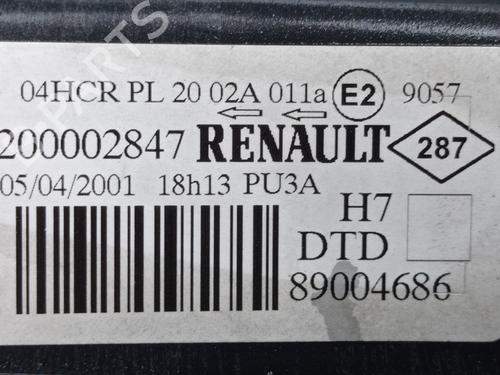 04HCR PL 20 02A 011a E2 9057
200002847 RENAULT 287
05/04/2001 18h13 PU3A
H7
DTD
89004686